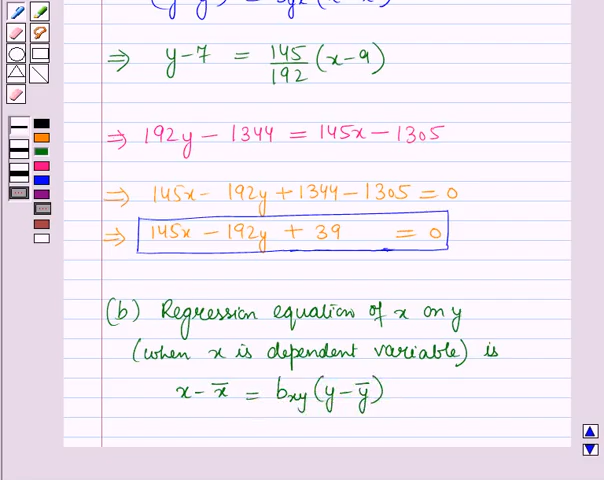 ⇒ y-7 = 145/192 (x-9)
⇒ 192y - 1344 = 145x - 1305
⇒ 145x - 192y + 1344 - 1305 = 0
⇒ 145x - 192y + 39 = 0
(b) Regression equation of x on y
(when x is dependent variable) is
x - x̅ = bxy (y - y̅)